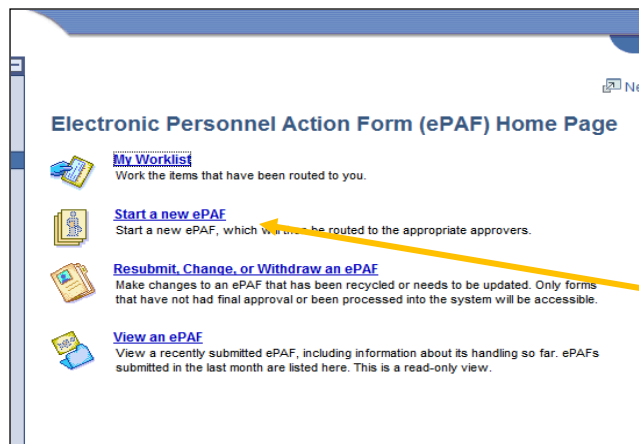 Ne
Electronic Personnel Action Form (ePAF) Home Page
My Worklist
Work the items that have been routed to you.
Start a new ePAF
Start a new ePAF, which will then be routed to the appropriate approvers.
Resubmit, Change, or Withdraw an ePAF
Make changes to an ePAF that has been recycled or needs to be updated. Only forms
that have not had final approval or been processed into the system will be accessible.
View an ePAF
View a recently submitted ePAF, including information about its handling so far. ePAFs
submitted in the last month are listed here. This is a read-only view.